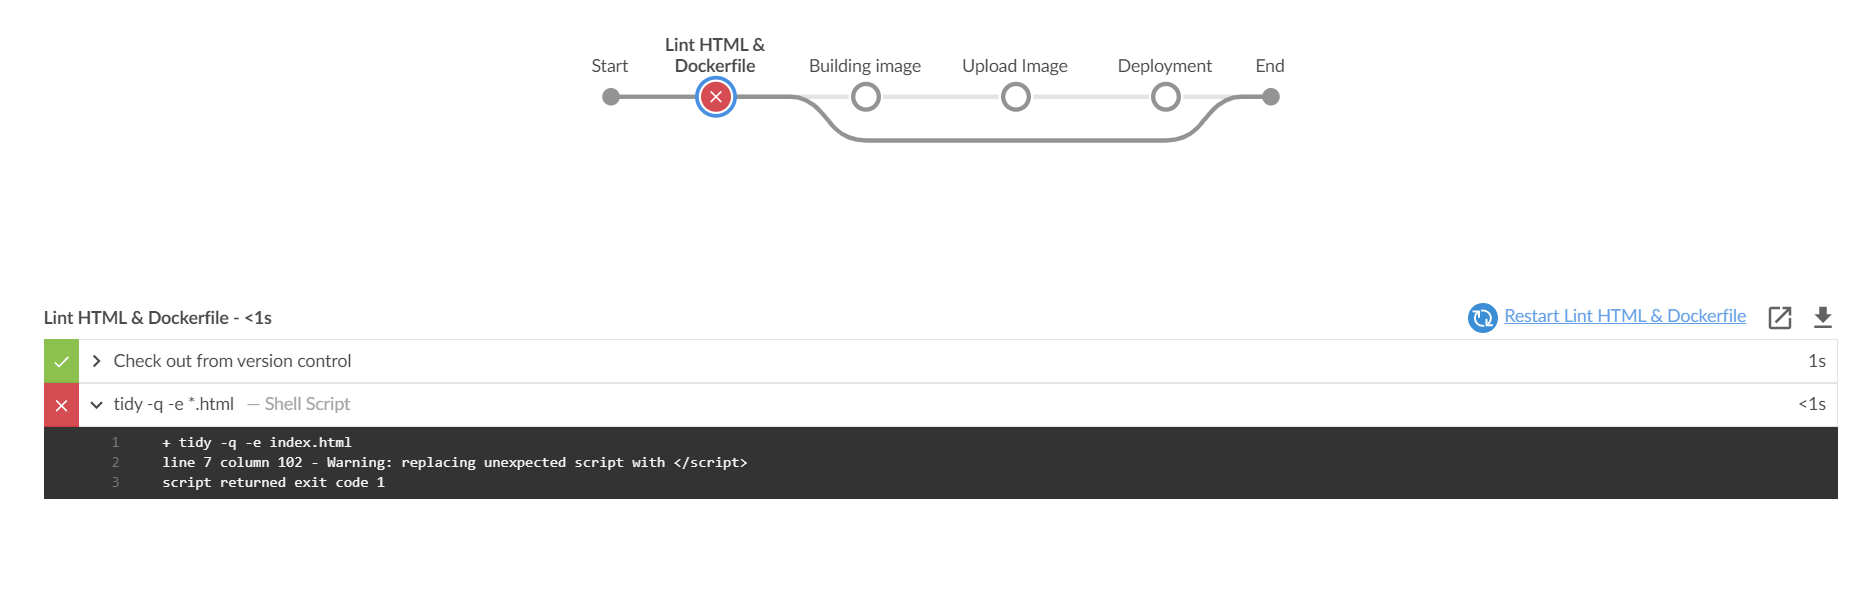 Start
Lint HTML &
Dockerfile
Building image
Upload Image
Deployment
End
Lint HTML & Dockerfile - <1s
Restart Lint HTML & Dockerfile
Check out from version control
1s
tidy -q -e *.html — Shell Script
<1s
1 + tidy -q -e index.html
2 line 7 column 102 - Warning: replacing unexpected script with </script>
3 script returned exit code 1